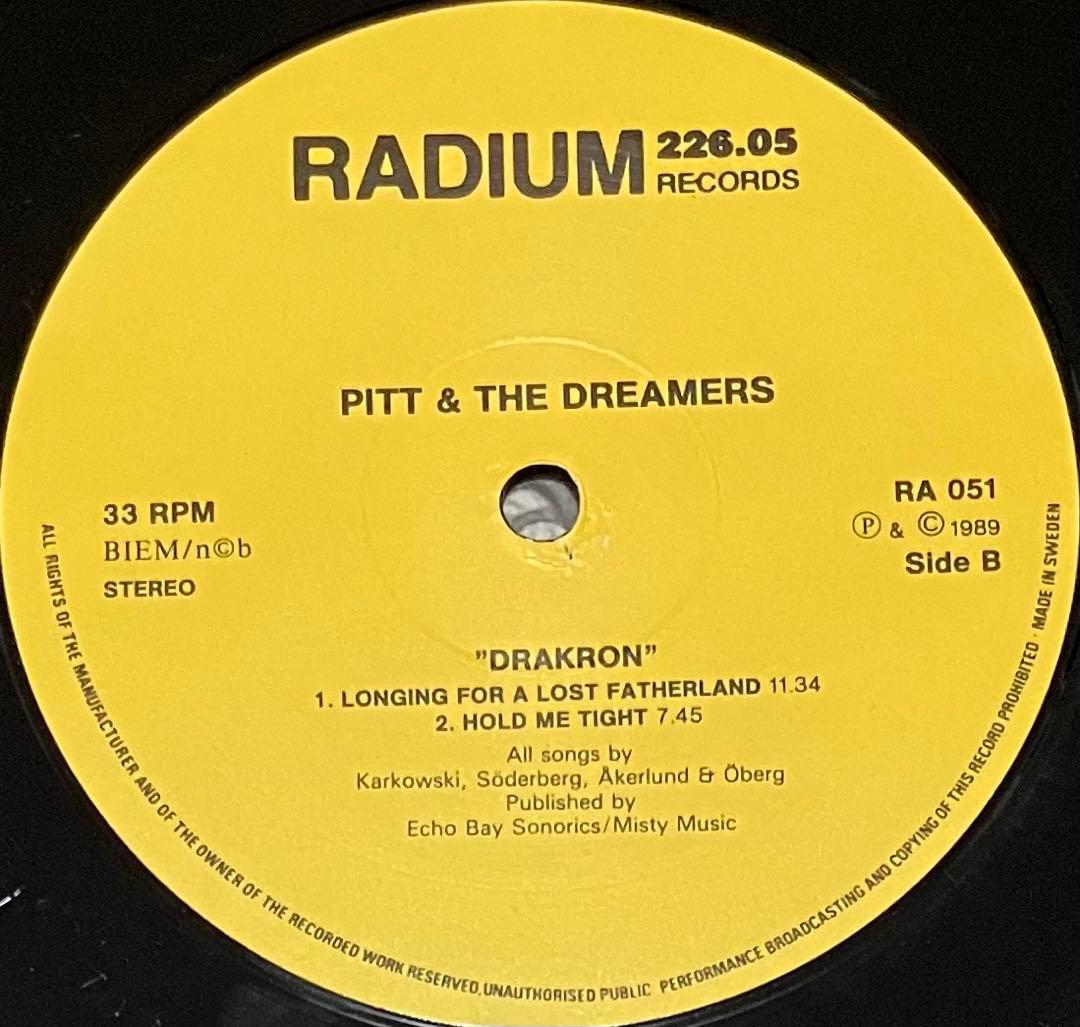 RADIUM 226.05
RECORDS
PITT & THE DREAMERS
33 RPM
BIEM/n©b
STEREO
RA 051
Ⓟ & © 1989
Side B
"DRAKRON"
1. LONGING FOR A LOST FATHERLAND 11.34
2. HOLD ME TIGHT 7.45
All songs by
Karkowski, Söderberg, Åkerlund & Öberg
Published by
Echo Bay Sonorics/Misty Music
ALL RIGHTS OF THE MANUFACTURER AND OF THE OWNER OF THE RECORDED WORK RESERVED. UNAUTHORISED PUBLIC PERFORMANCE BROADCASTING AND COPYING OF THIS RECORD PROHIBITED · MADE IN SWEDEN